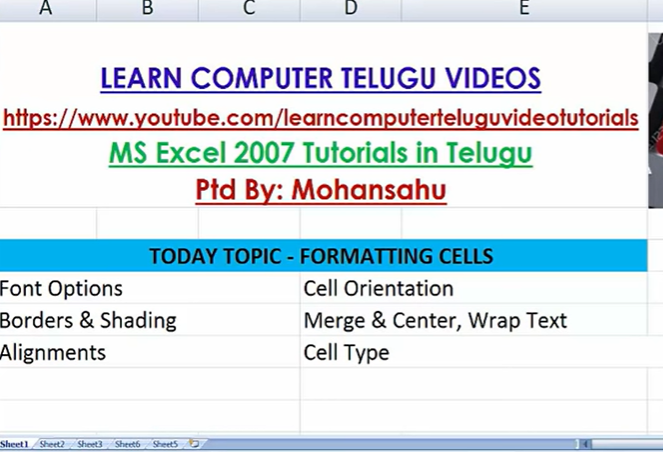 A B C D E
LEARN COMPUTER TELUGU VIDEOS
https://www.youtube.com/learncomputerteluguvideotutorials
MS Excel 2007 Tutorials in Telugu
Ptd By: Mohansahu
TODAY TOPIC - FORMATTING CELLS
Font Options Cell Orientation
Borders & Shading Merge & Center, Wrap Text
Alignments Cell Type
Sheet1 Sheet2 Sheet3 Sheet6 Sheet5